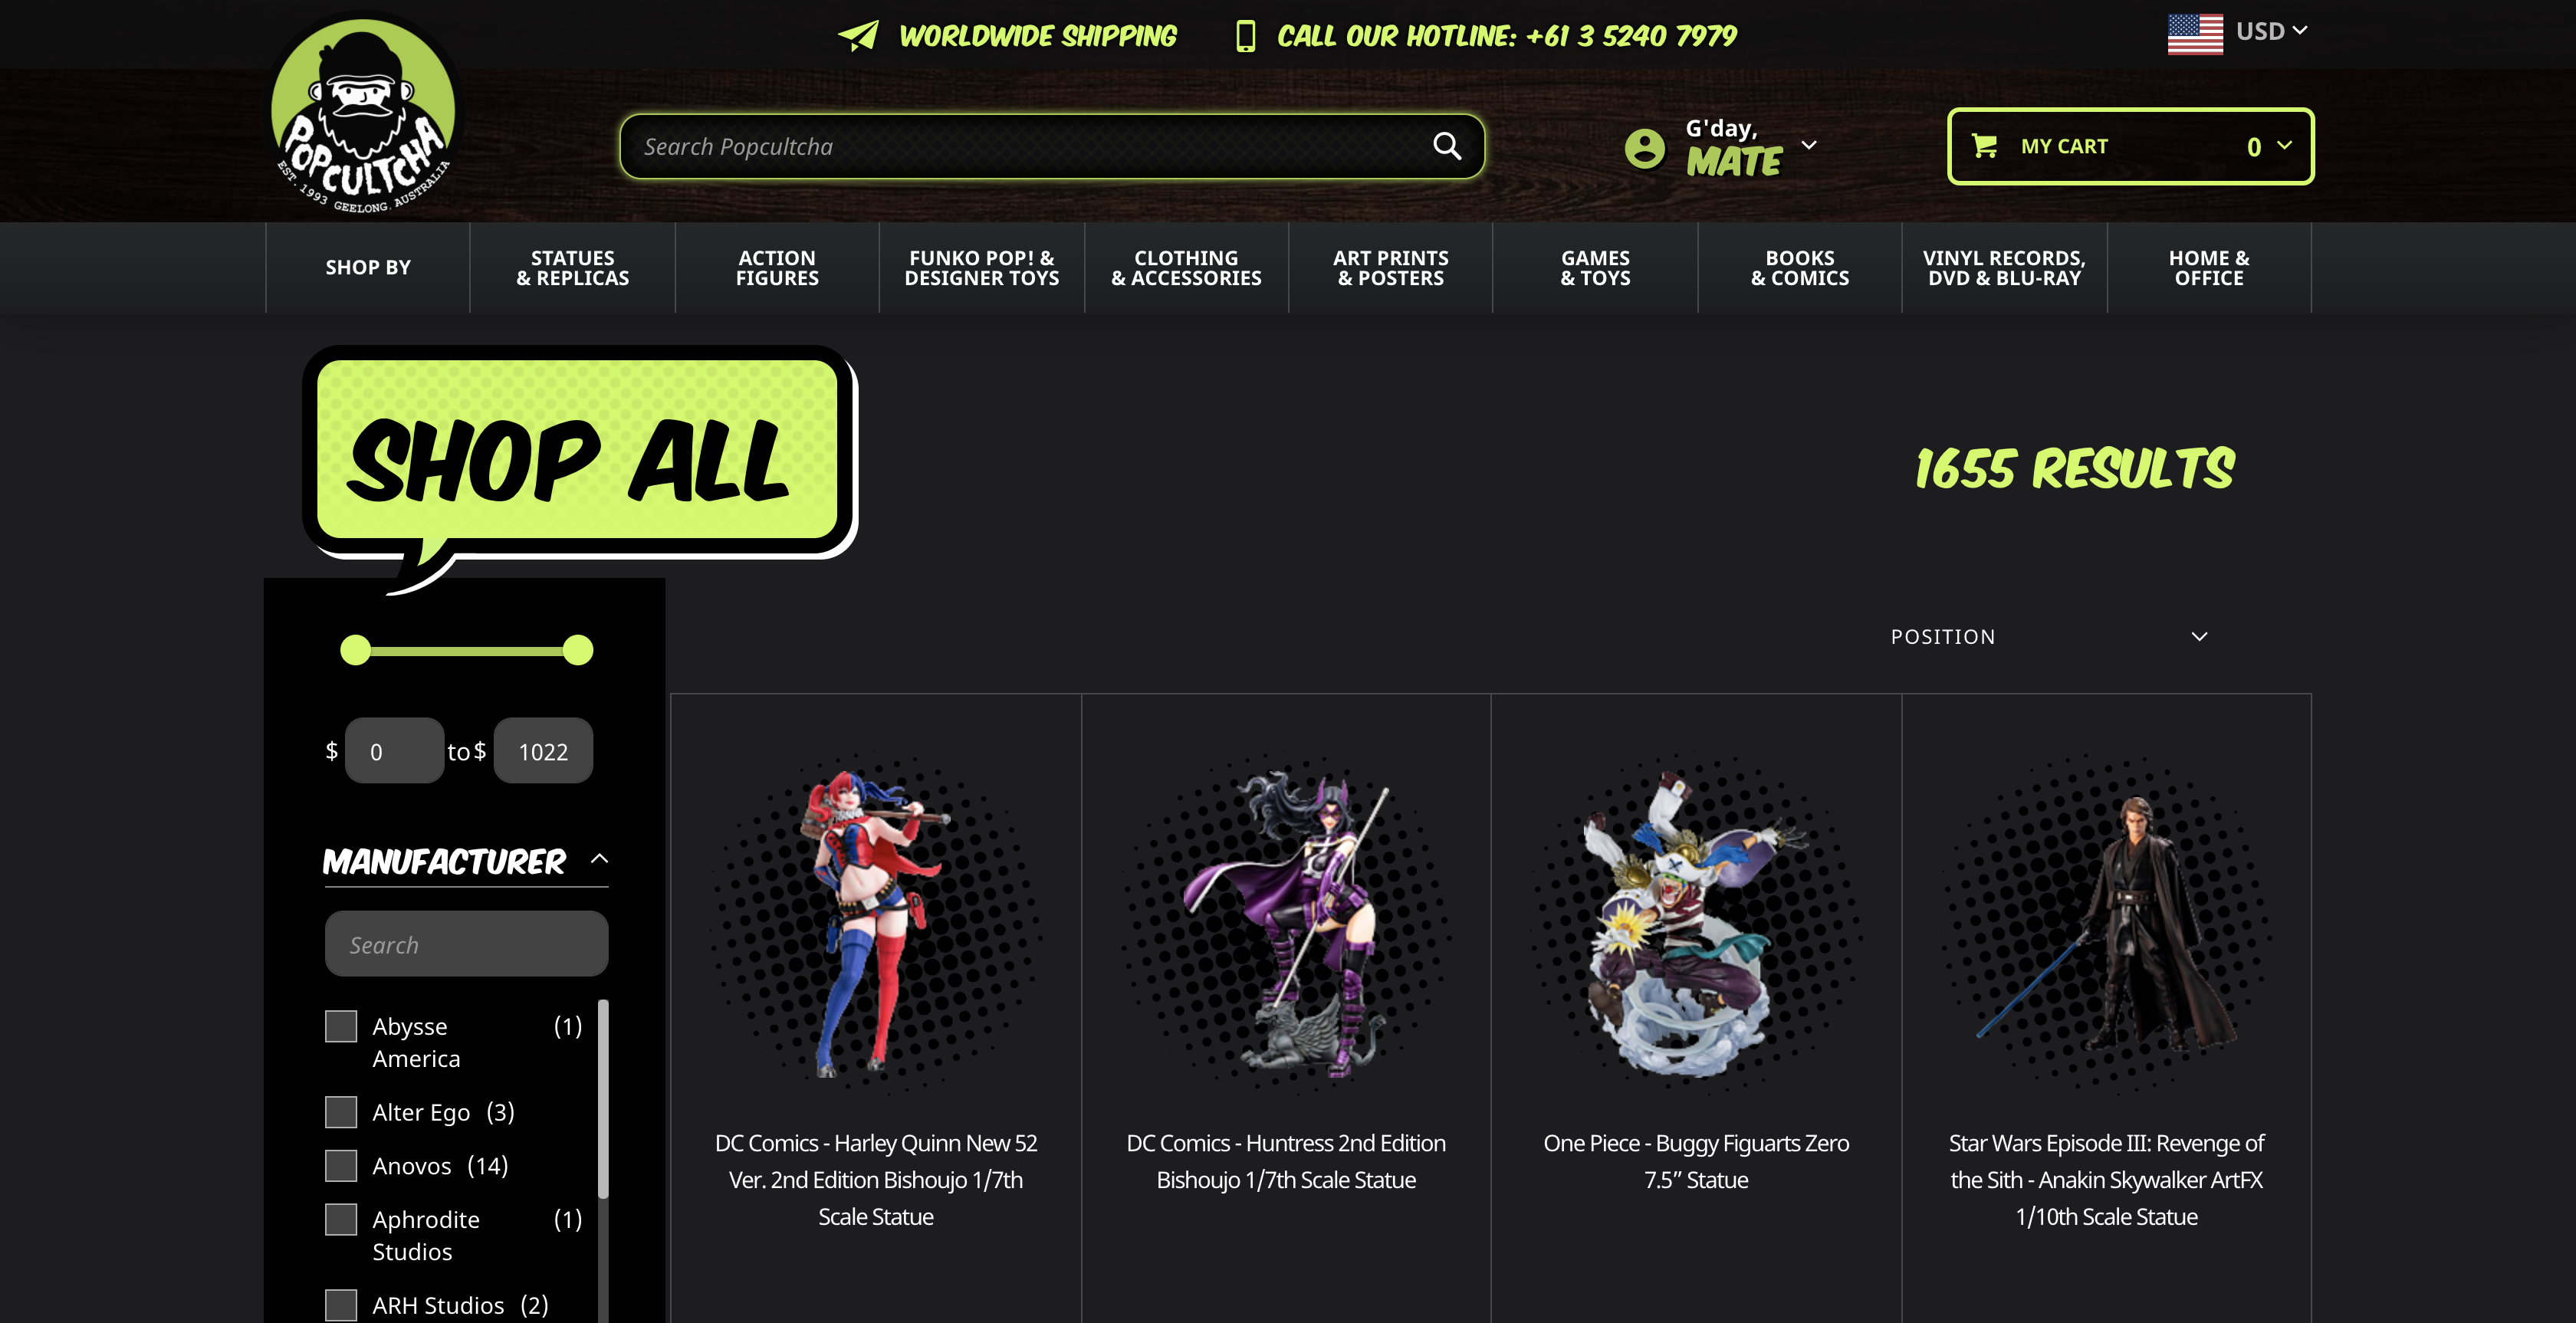 WORLDWIDE SHIPPING
CALL OUR HOTLINE: +61 3 5240 7979
USD
POPCULTCHA
EST. 1993 GEELONG, AUSTRALIA
Search Popcultcha
G'day,
MATE
MY CART
0
SHOP BY
STATUES
& REPLICAS
ACTION
FIGURES
FUNKO POP! &
DESIGNER TOYS
CLOTHING
& ACCESSORIES
ART PRINTS
& POSTERS
GAMES
& TOYS
BOOKS
& COMICS
VINYL RECORDS,
DVD & BLU-RAY
HOME &
OFFICE
SHOP ALL
1655 RESULTS
POSITION
$ 0 to $ 1022
MANUFACTURER
Search
Abysse (1)
America
Alter Ego (3)
Anovos (14)
Aphrodite (1)
Studios
ARH Studios (2)
DC Comics - Harley Quinn New 52
Ver. 2nd Edition Bishoujo 1/7th
Scale Statue
DC Comics - Huntress 2nd Edition
Bishoujo 1/7th Scale Statue
One Piece - Buggy Figuarts Zero
7.5” Statue
Star Wars Episode III: Revenge of
the Sith - Anakin Skywalker ArtFX
1/10th Scale Statue